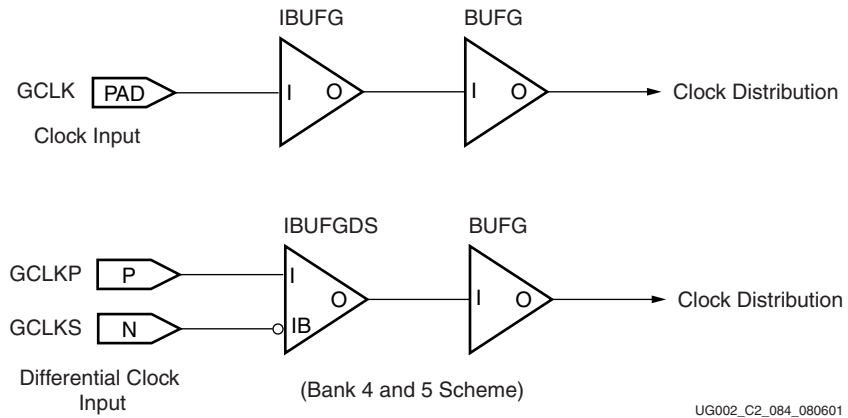 IBUFG
BUFG
GCLK
PAD
I
O
I
O
Clock Distribution
Clock Input
IBUFGDS
BUFG
GCLKP
P
I
O
I
O
Clock Distribution
GCLKS
N
IB
Differential Clock
Input
(Bank 4 and 5 Scheme)
UG002_C2_084_080601